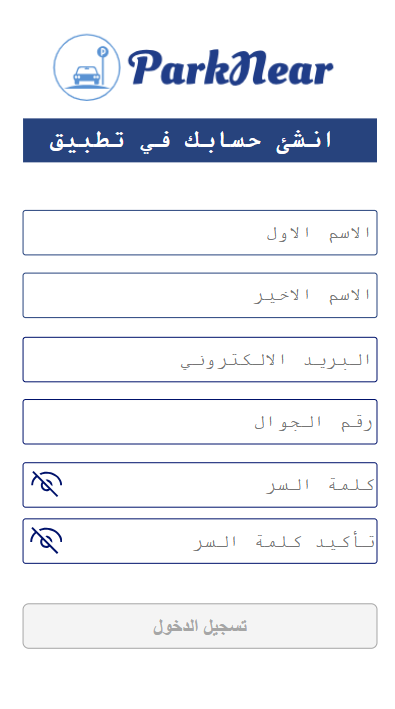 P
ParkNear
انشئ حسابك في تطبيق
الاسم الاول
الاسم الاخير
البريد الالكتروني
رقم الجوال
كلمة السر
تأكيد كلمة السر
تسجيل الدخول